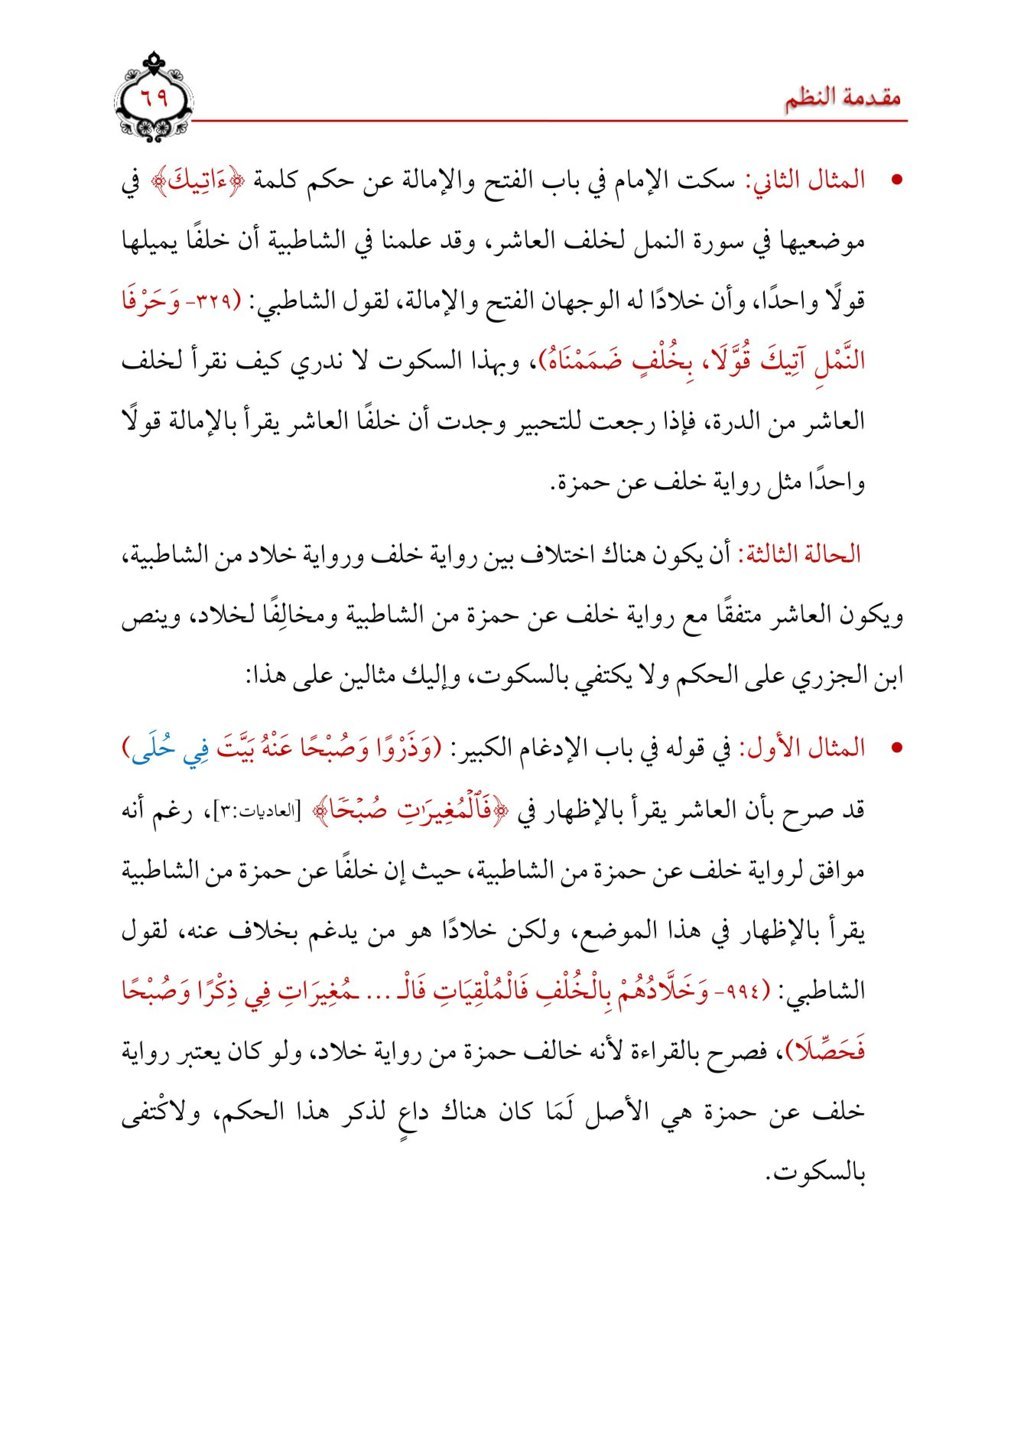 مقدمة النظم
٦٩
• المثال الثاني: سكت الإمام في باب الفتح والإمالة عن حكم كلمة ﴿ءَاتِيكَ﴾ في
موضعيها في سورة النمل لخلف العاشر، وقد علمنا في الشاطبية أن خلفًا يميلها
قولًا واحدًا، وأن خلادًا له الوجهان الفتح والإمالة، لقول الشاطبي: (٣٢٩- وَحَرْفَا
النَّمْلِ آتِيكَ قُوَّلَا، بِخُلْفٍ ضَمَمْنَاهُ)، وبهذا السكوت لا ندري كيف نقرأ لخلف
العاشر من الدرة، فإذا رجعت للتحبير وجدت أن خلفًا العاشر يقرأ بالإمالة قولًا
واحدًا مثل رواية خلف عن حمزة.
الحالة الثالثة: أن يكون هناك اختلاف بين رواية خلف ورواية خلاد من الشاطبية،
ويكون العاشر متفقًا مع رواية خلف عن حمزة من الشاطبية ومخالِفًا لخلاد، وينص
ابن الجزري على الحكم ولا يكتفي بالسكوت، وإليك مثالين على هذا:
• المثال الأول: في قوله في باب الإدغام الكبير: (وَذَرْوًا وَصُبْحًا عَنْهُ بَيَّتَ فِي حُلَى)
قد صرح بأن العاشر يقرأ بالإظهار في ﴿فَٱلۡمُغِيرَٰتِ صُبۡحٗا﴾ [العاديات:٣]، رغم أنه
موافق لرواية خلف عن حمزة من الشاطبية، حيث إن خلفًا عن حمزة من الشاطبية
يقرأ بالإظهار في هذا الموضع، ولكن خلادًا هو من يدغم بخلاف عنه، لقول
الشاطبي: (٩٩٤- وَخَلَّادُهُمْ بِالْخُلْفِ فَالْمُلْقِيَاتِ فَالْـ ... ـمُغِيرَاتِ فِي ذِكْرًا وَصُبْحًا
فَحَصِّلَا)، فصرح بالقراءة لأنه خالف حمزة من رواية خلاد، ولو كان يعتبر رواية
خلف عن حمزة هي الأصل لَمَا كان هناك داعٍ لذكر هذا الحكم، ولاكْتفى
بالسكوت.